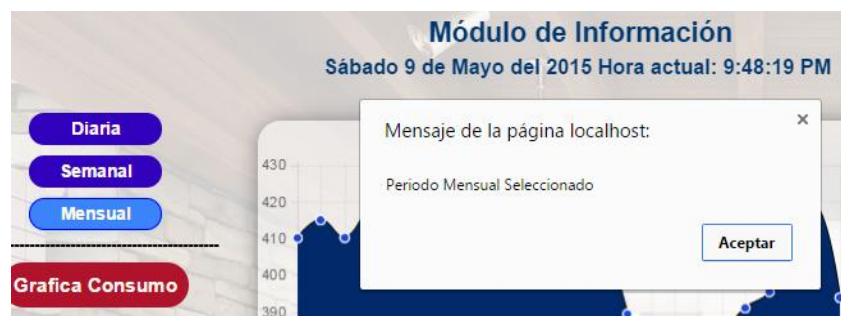 Módulo de Información
Sábado 9 de Mayo del 2015 Hora actual: 9:48:19 PM
Diaria
Semanal
Mensual
Grafica Consumo
430
420
410
400
390
Mensaje de la página localhost:
×
Periodo Mensual Seleccionado
Aceptar